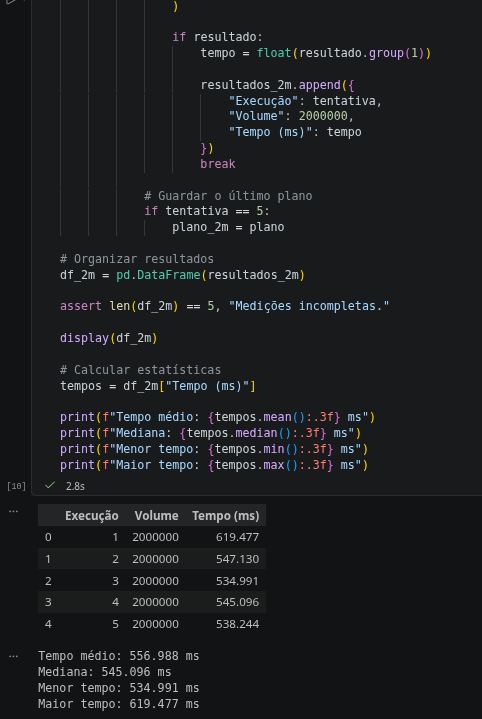 )
if resultado:
tempo = float(resultado.group(1))
resultados_2m.append({
"Execução": tentativa,
"Volume": 2000000,
"Tempo (ms)": tempo
})
break
# Guardar o último plano
if tentativa == 5:
plano_2m = plano
# Organizar resultados
df_2m = pd.DataFrame(resultados_2m)
assert len(df_2m) == 5, "Medições incompletas."
display(df_2m)
# Calcular estatísticas
tempos = df_2m["Tempo (ms)"]
print(f"Tempo médio: {tempos.mean():.3f} ms")
print(f"Mediana: {tempos.median():.3f} ms")
print(f"Menor tempo: {tempos.min():.3f} ms")
print(f"Maior tempo: {tempos.max():.3f} ms")
[10] 2.8s
... Execução Volume Tempo (ms)
0 1 2000000 619.477
1 2 2000000 547.130
2 3 2000000 534.991
3 4 2000000 545.096
4 5 2000000 538.244
... Tempo médio: 556.988 ms
Mediana: 545.096 ms
Menor tempo: 534.991 ms
Maior tempo: 619.477 ms